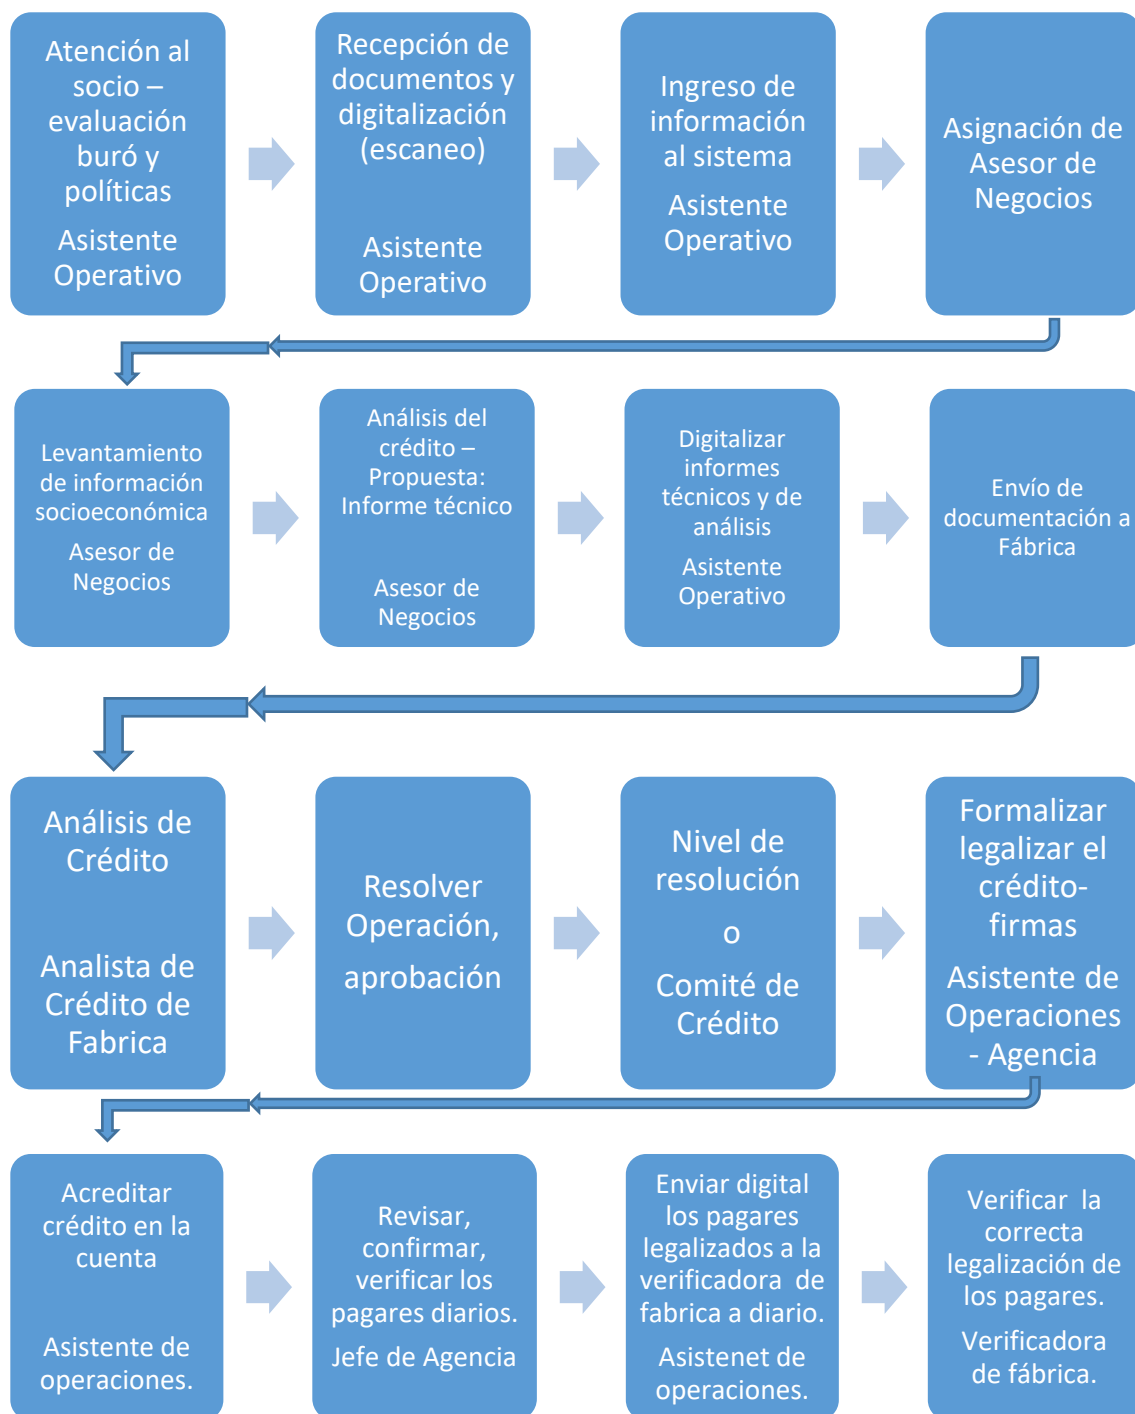 Atención al
socio –
evaluación
buró y
políticas
Asistente
Operativo
Recepción de
documentos y
digitalización
(escaneo)
Asistente
Operativo
Ingreso de
información
al sistema
Asistente
Operativo
Asignación de
Asesor de
Negocios
Levantamiento
de información
socioeconómica
Asesor de
Negocios
Análisis del
crédito –
Propuesta:
Informe técnico
Asesor de
Negocios
Digitalizar
informes
técnicos y de
análisis
Asistente
Operativo
Envío de
documentación a
Fábrica
Análisis de
Crédito
Analista de
Crédito de
Fabrica
Resolver
Operación,
aprobación
Nivel de
resolución
o
Comité de
Crédito
Formalizar
legalizar el
crédito-
firmas
Asistente de
Operaciones
- Agencia
Acreditar
crédito en la
cuenta
Asistente de
operaciones.
Revisar,
confirmar,
verificar los
pagares diarios.
Jefe de Agencia
Enviar digital
los pagares
legalizados a la
verificadora de
fabrica a diario.
Asistenet de
operaciones.
Verificar la
correcta
legalización de
los pagares.
Verificadora
de fábrica.